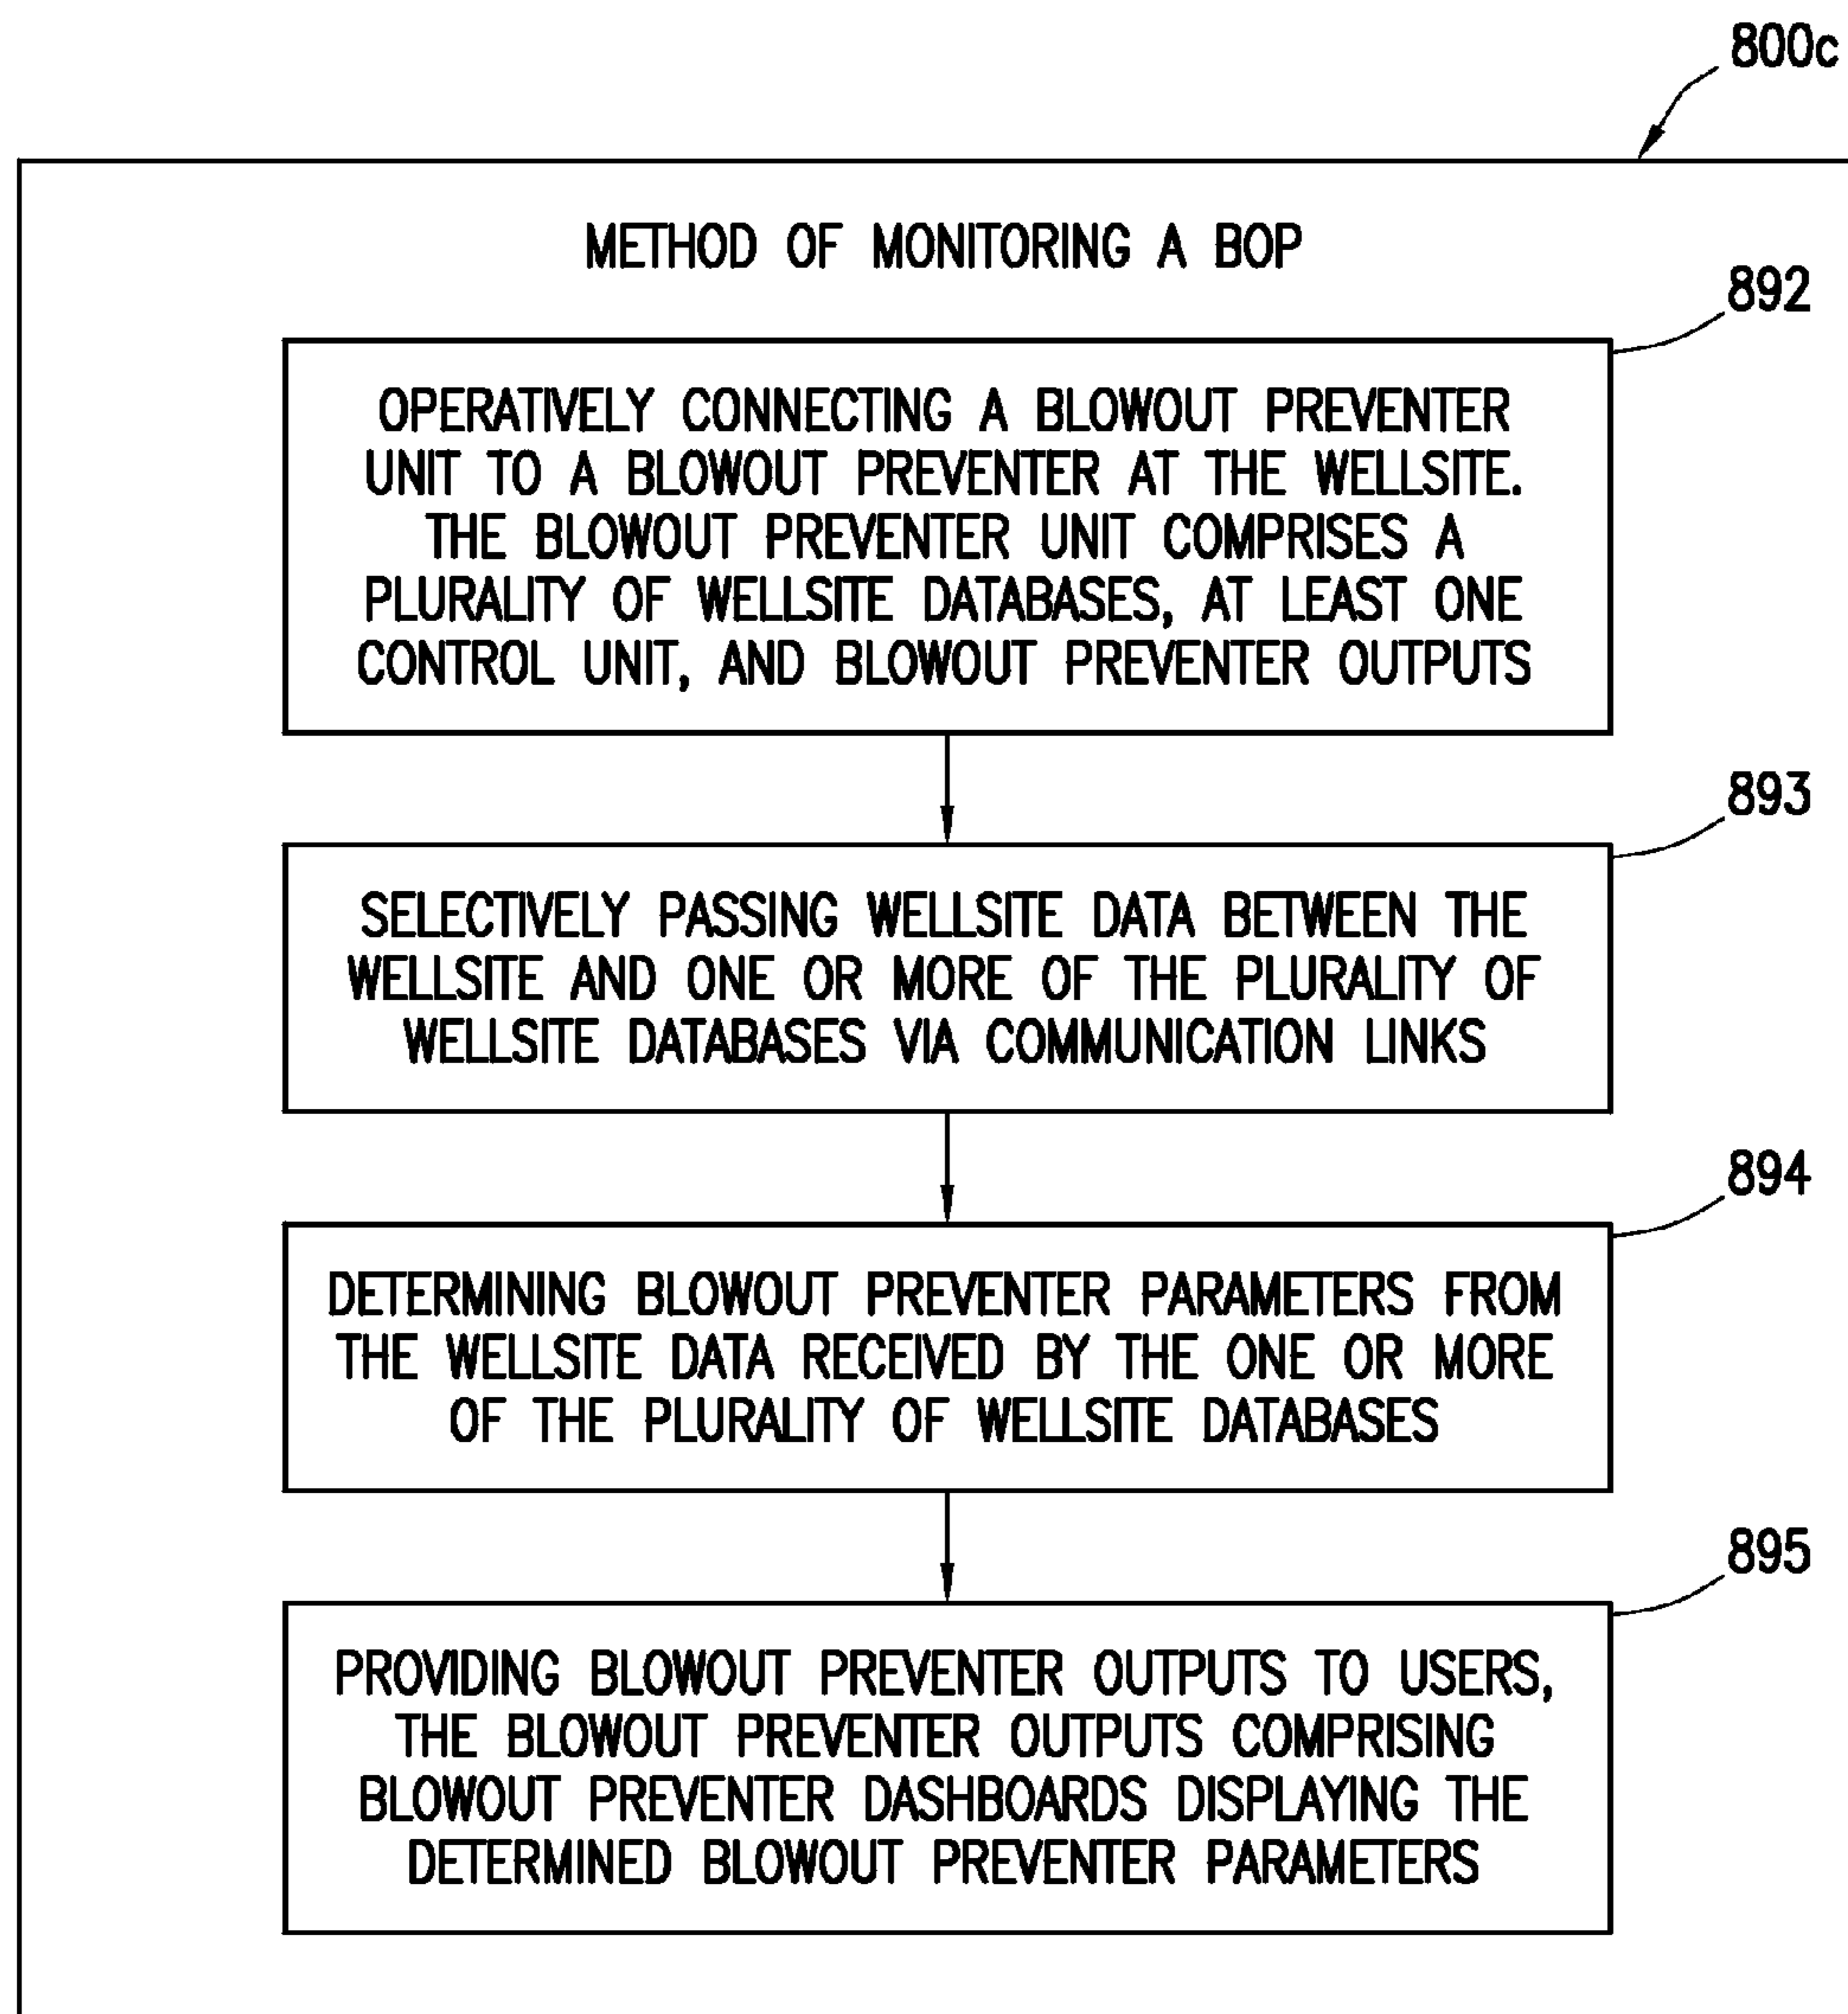 800c
METHOD OF MONITORING A BOP
892
OPERATIVELY CONNECTING A BLOWOUT PREVENTER
UNIT TO A BLOWOUT PREVENTER AT THE WELLSITE.
THE BLOWOUT PREVENTER UNIT COMPRISES A
PLURALITY OF WELLSITE DATABASES, AT LEAST ONE
CONTROL UNIT, AND BLOWOUT PREVENTER OUTPUTS
893
SELECTIVELY PASSING WELLSITE DATA BETWEEN THE
WELLSITE AND ONE OR MORE OF THE PLURALITY OF
WELLSITE DATABASES VIA COMMUNICATION LINKS
894
DETERMINING BLOWOUT PREVENTER PARAMETERS FROM
THE WELLSITE DATA RECEIVED BY THE ONE OR MORE
OF THE PLURALITY OF WELLSITE DATABASES
895
PROVIDING BLOWOUT PREVENTER OUTPUTS TO USERS,
THE BLOWOUT PREVENTER OUTPUTS COMPRISING
BLOWOUT PREVENTER DASHBOARDS DISPLAYING THE
DETERMINED BLOWOUT PREVENTER PARAMETERS